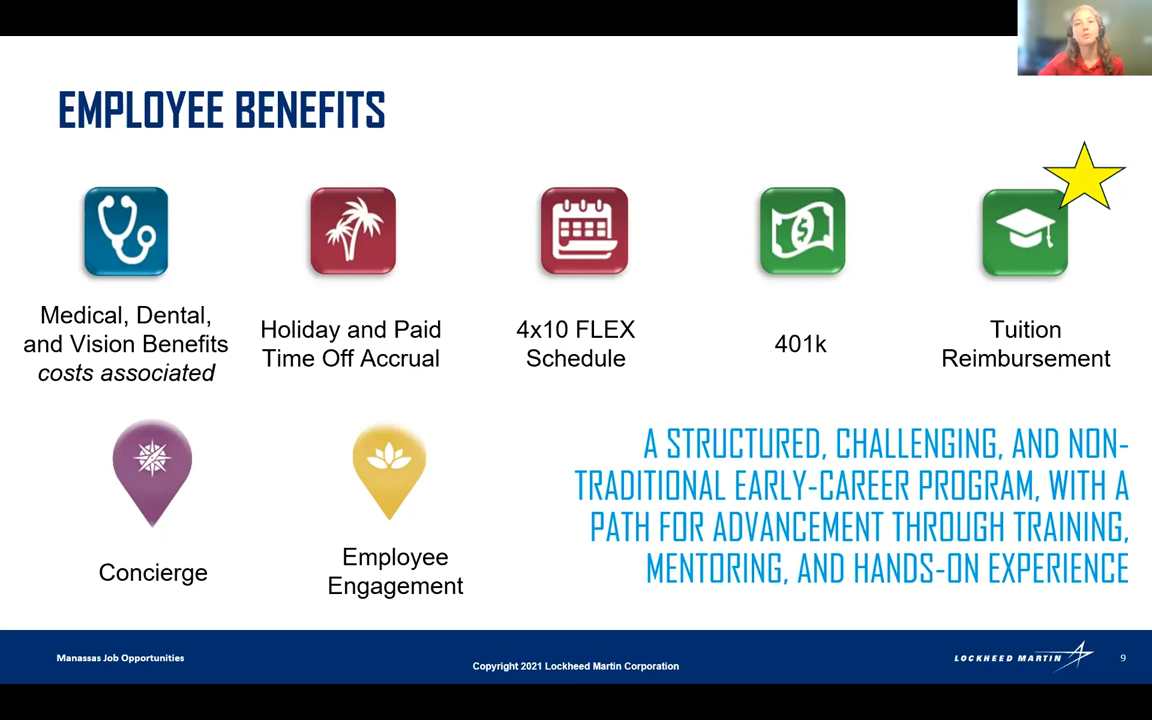 EMPLOYEE BENEFITS
Medical, Dental,
and Vision Benefits
costs associated
Holiday and Paid
Time Off Accrual
4x10 FLEX
Schedule
401k
Tuition
Reimbursement
Concierge
Employee
Engagement
A STRUCTURED, CHALLENGING, AND NON-
TRADITIONAL EARLY-CAREER PROGRAM, WITH A
PATH FOR ADVANCEMENT THROUGH TRAINING,
MENTORING, AND HANDS-ON EXPERIENCE
Manassas Job Opportunities
Copyright 2021 Lockheed Martin Corporation
LOCKHEED MARTIN
9